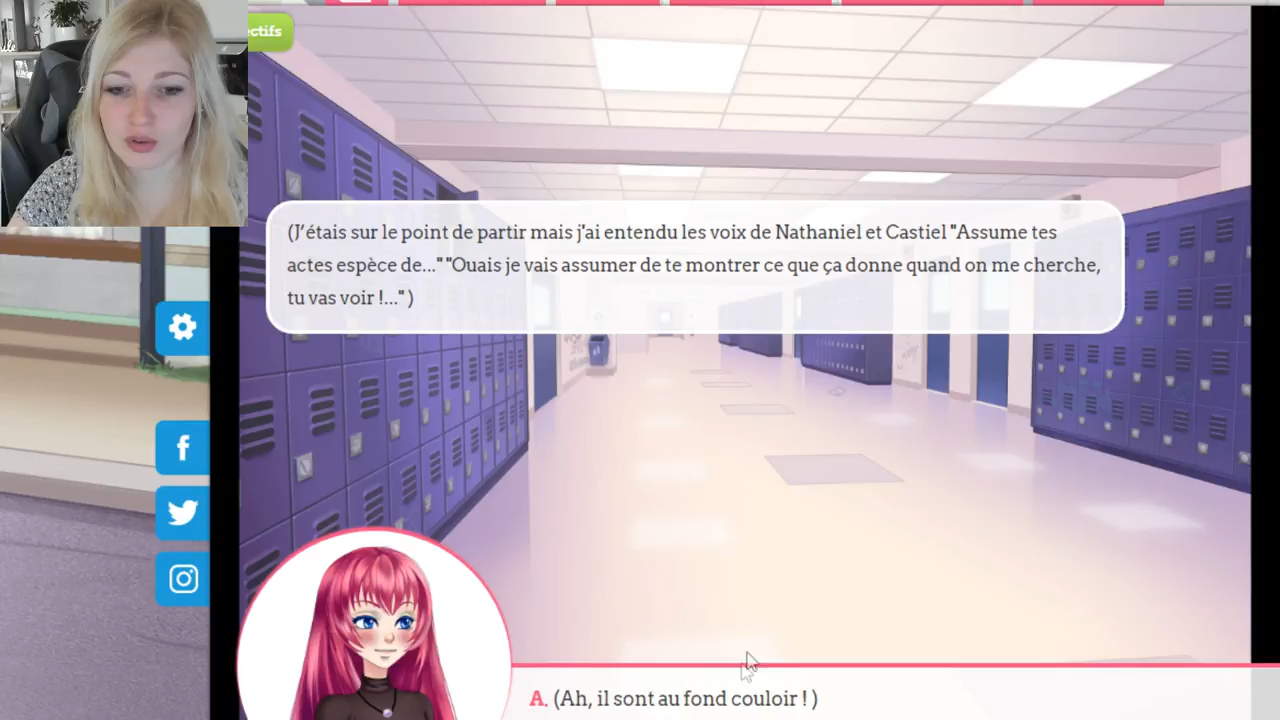 ectifs
(J'étais sur le point de partir mais j'ai entendu les voix de Nathaniel et Castiel "Assume tes
actes espèce de..." "Ouais je vais assumer de te montrer ce que ça donne quand on me cherche,
tu vas voir !..." )
A. (Ah, il sont au fond couloir ! )